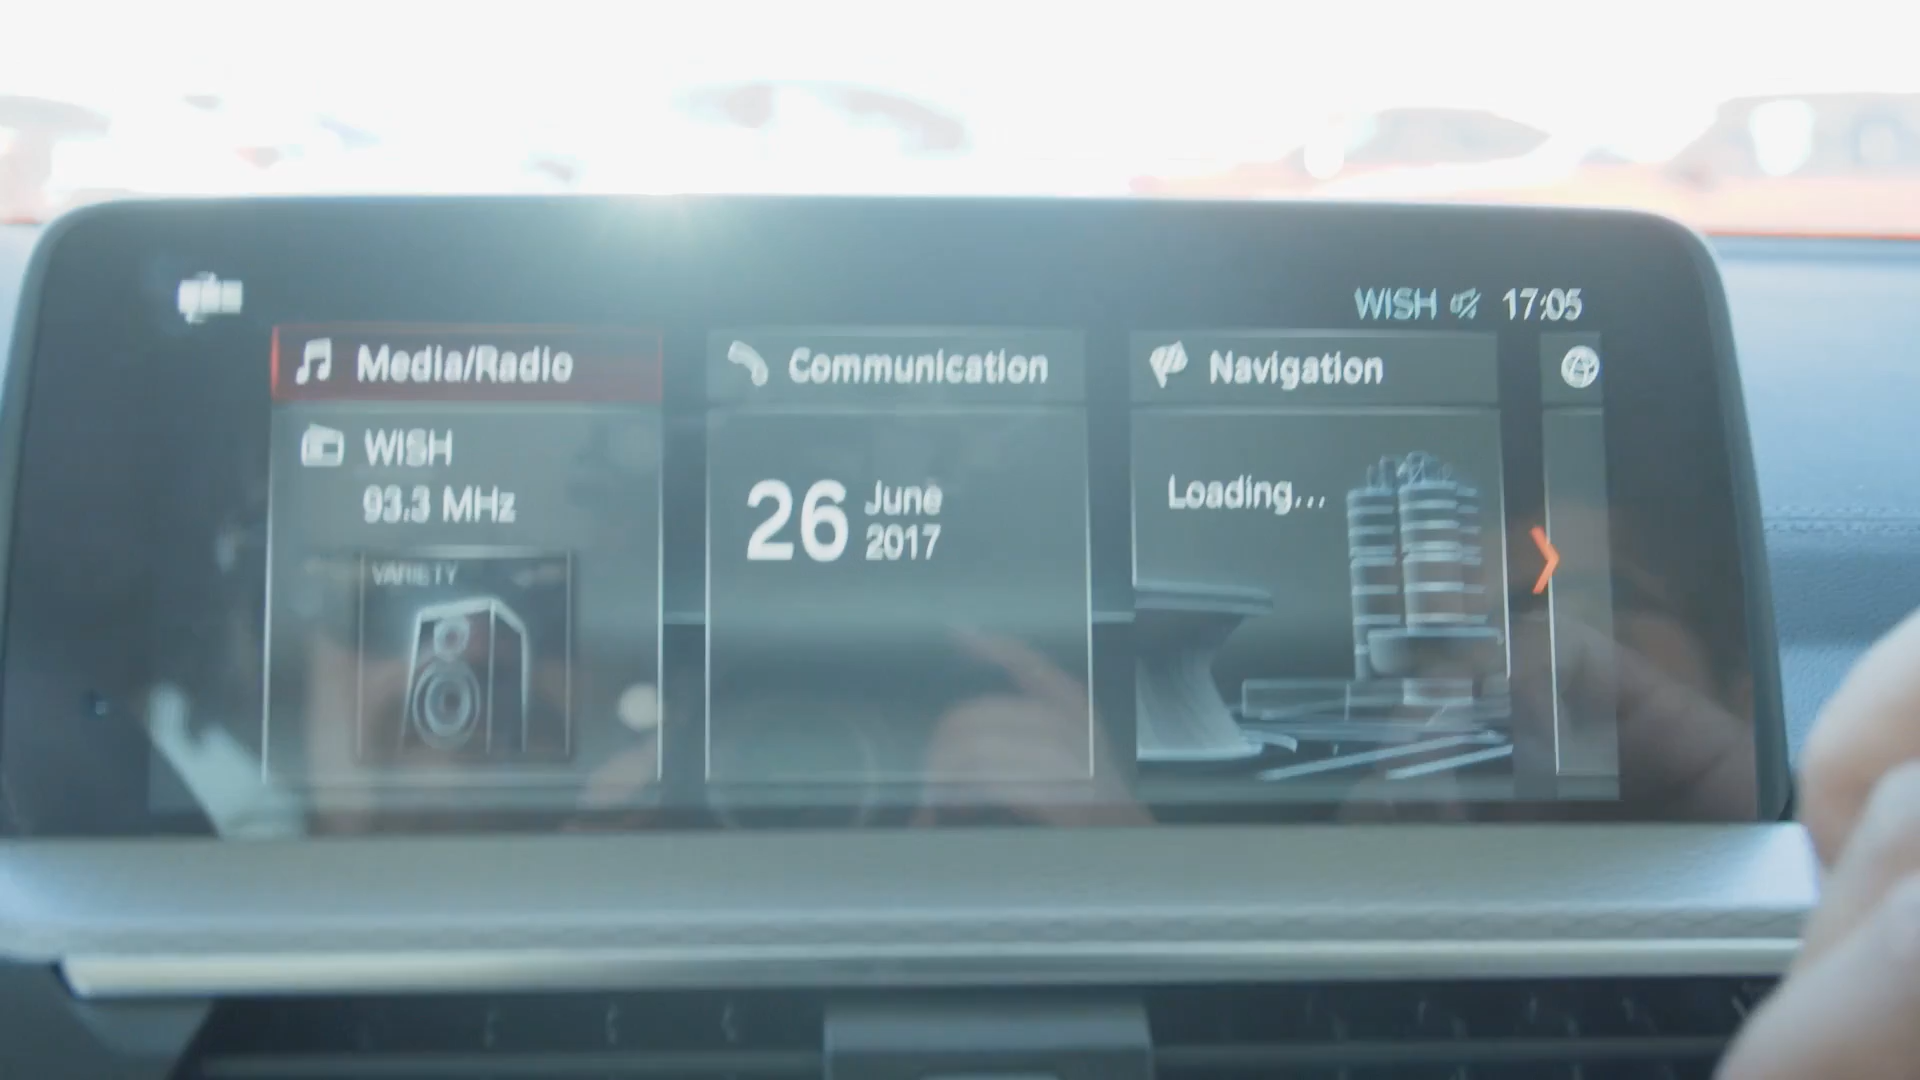 WISH 17:05
Media/Radio
Communication
Navigation
WISH
93.3 MHz
VARIETY
26 June
2017
Loading...